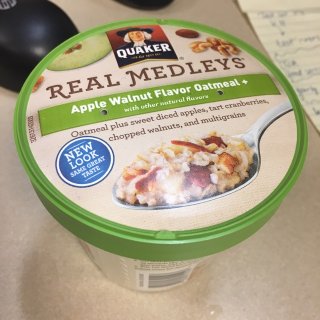 QUAKER
REAL MEDLEYS
Apple Walnut Flavor Oatmeal +
with other natural flavors
Oatmeal plus sweet diced apples, tart cranberries,
chopped walnuts, and multigrains
NEW
LOOK
SAME GREAT
TASTE